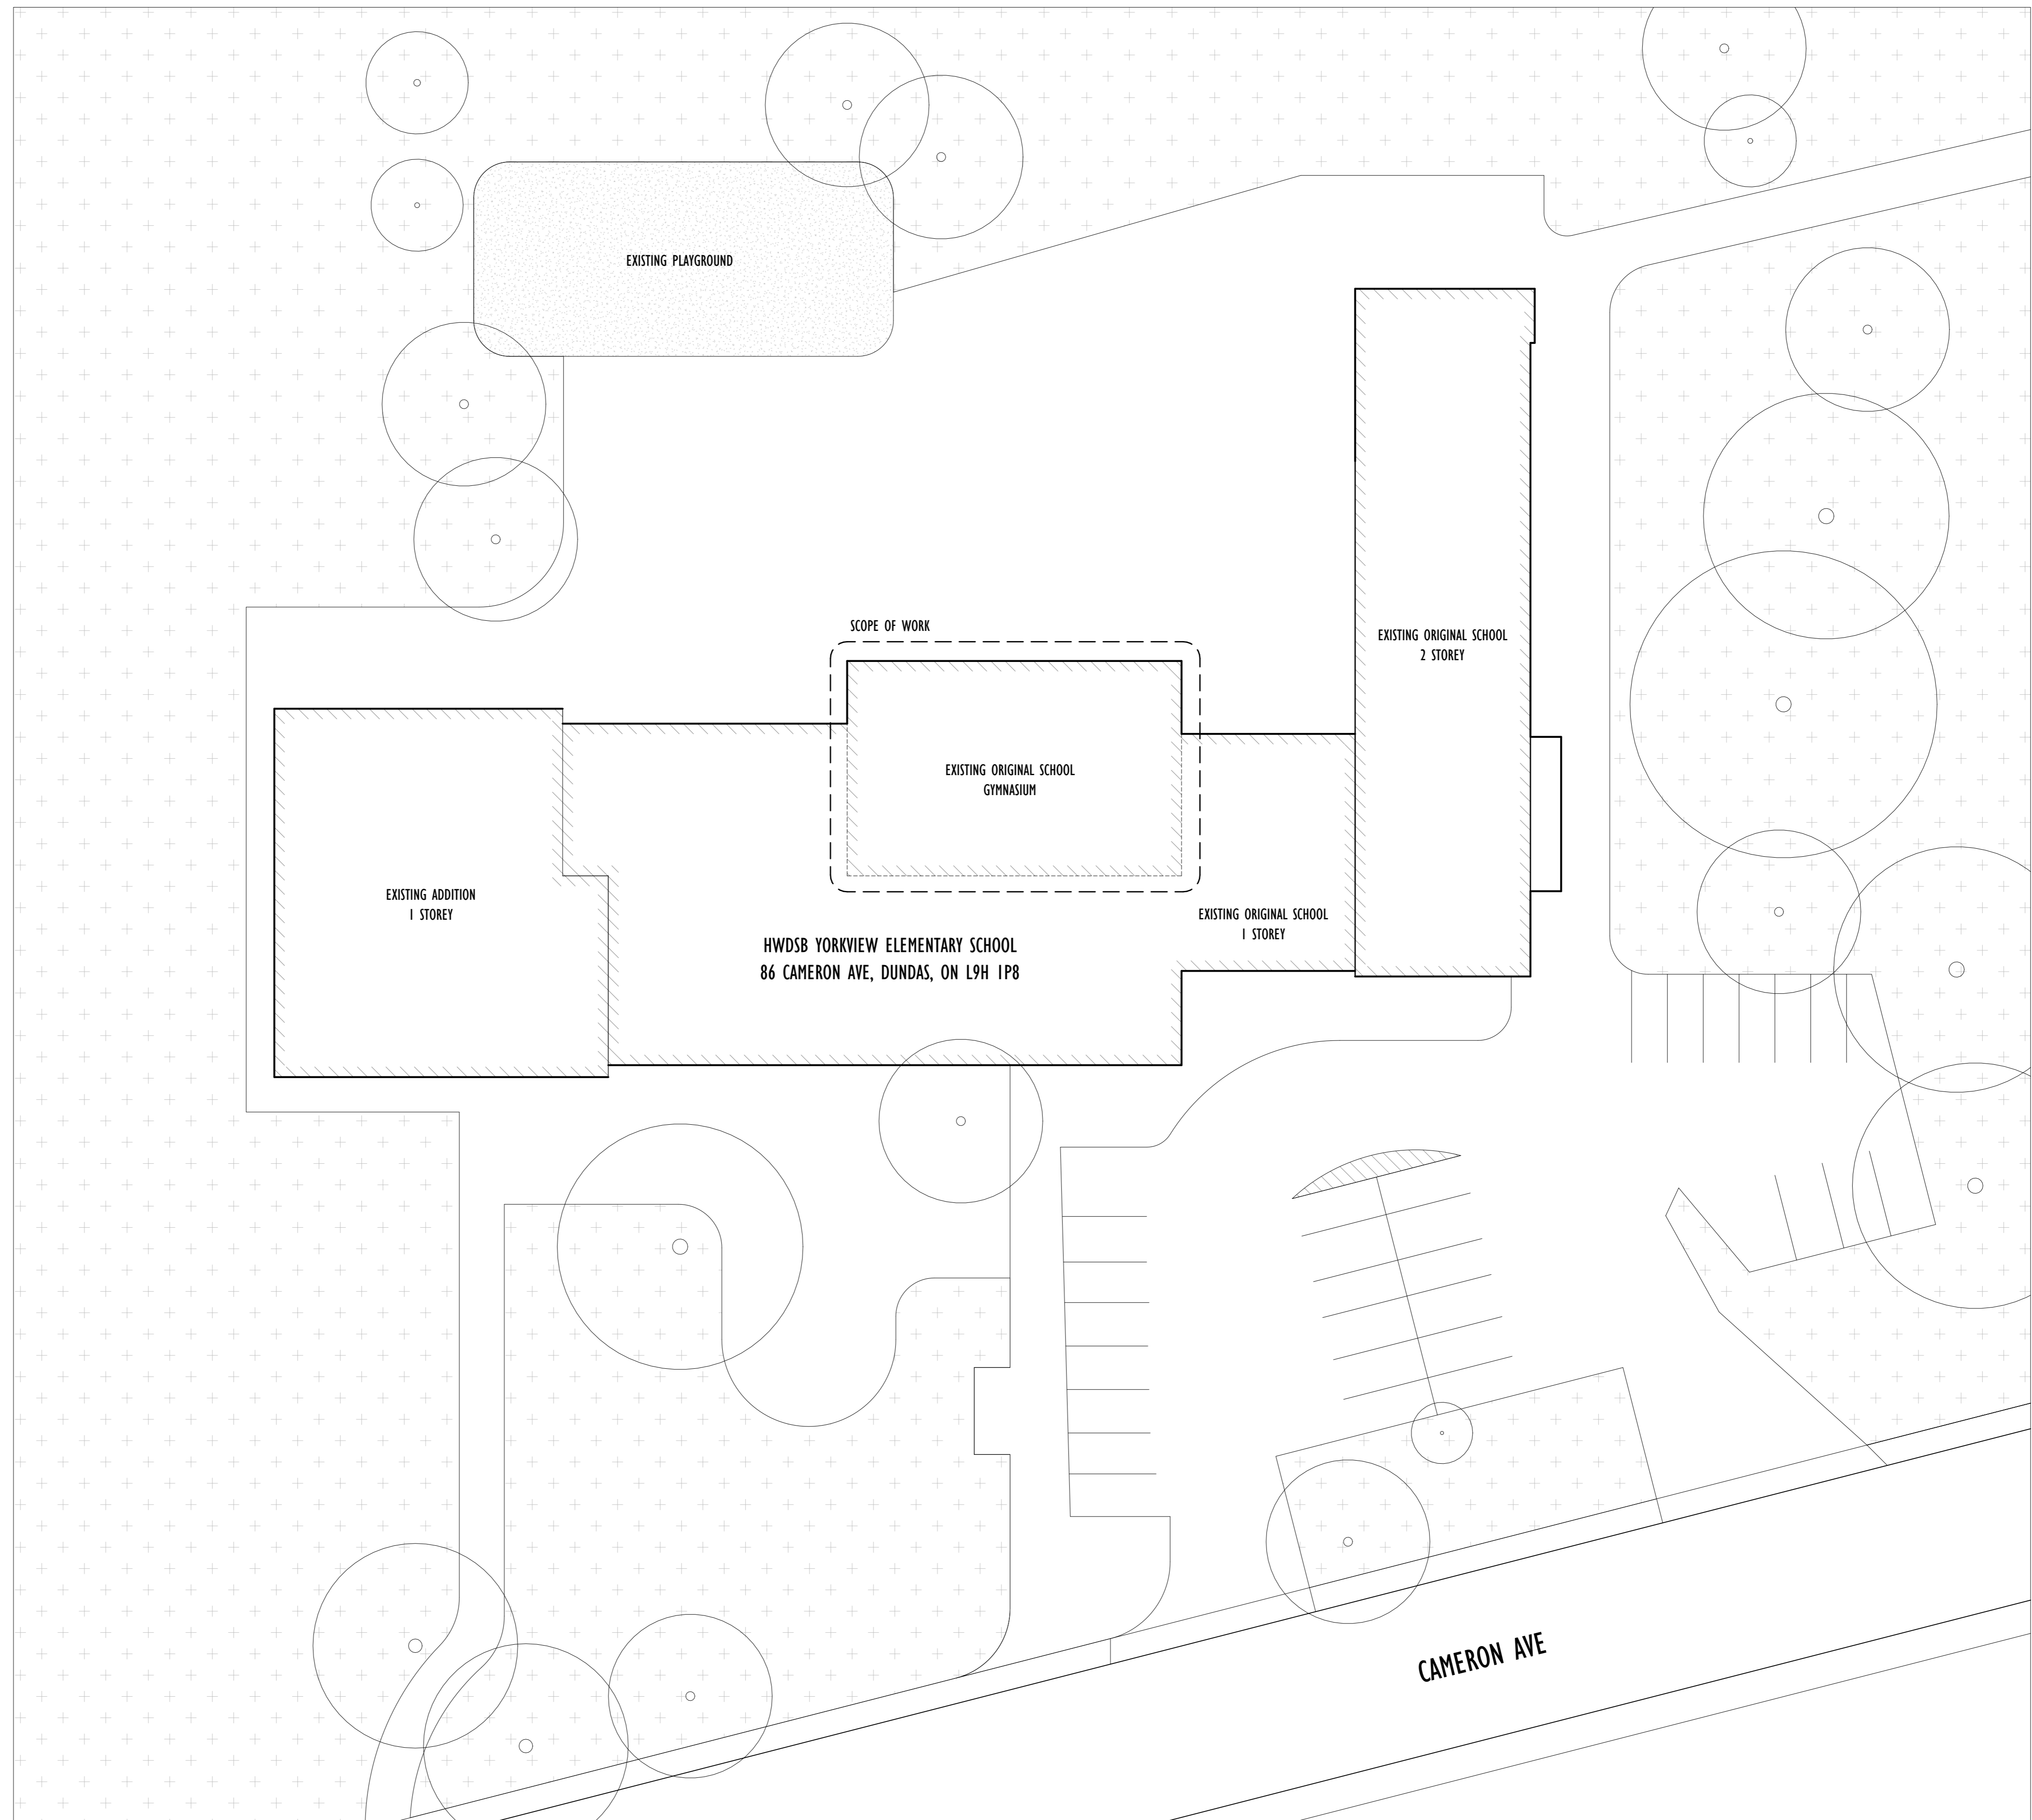 EXISTING PLAYGROUND
SCOPE OF WORK
EXISTING ORIGINAL SCHOOL
2 STOREY
EXISTING ORIGINAL SCHOOL
GYMNASIUM
EXISTING ADDITION
1 STOREY
EXISTING ORIGINAL SCHOOL
1 STOREY
HWDSB YORKVIEW ELEMENTARY SCHOOL
86 CAMERON AVE, DUNDAS, ON L9H 1P8
CAMERON AVE